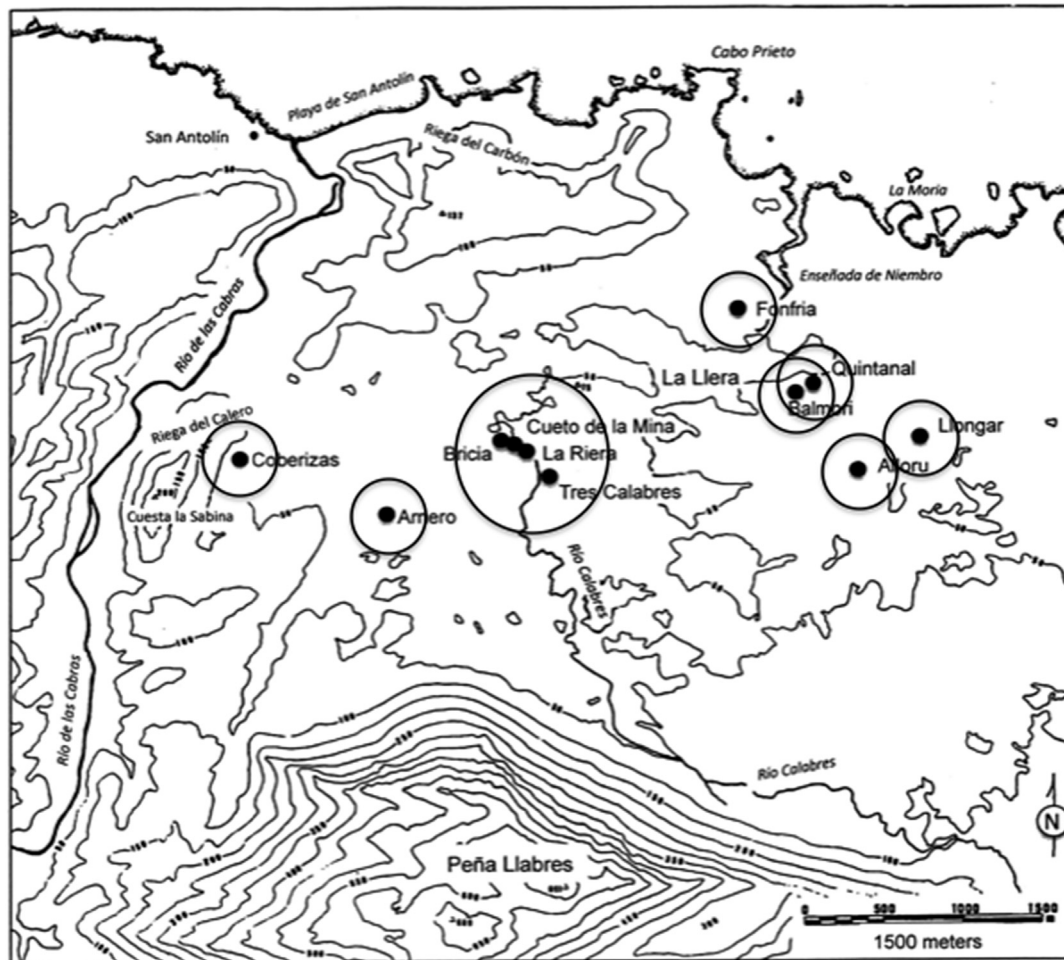 Cabo Prieto
Playa de San Antolín
San Antolín
Riega del Carbón
La Moría
Enseñada de Niembro
Río de las Cabras
Fonfria
La Llera
Quintanal
Balmori
Riega del Calero
Cueto de la Mina
Llongar
Bricia
La Riera
Coberizas
Alloru
Tres Calabres
Cuesta la Sabina
Arnero
Río Calabres
Río de las Cabras
Río Calabres
N
Peña Llabres
0 500 1000 1500
1500 meters